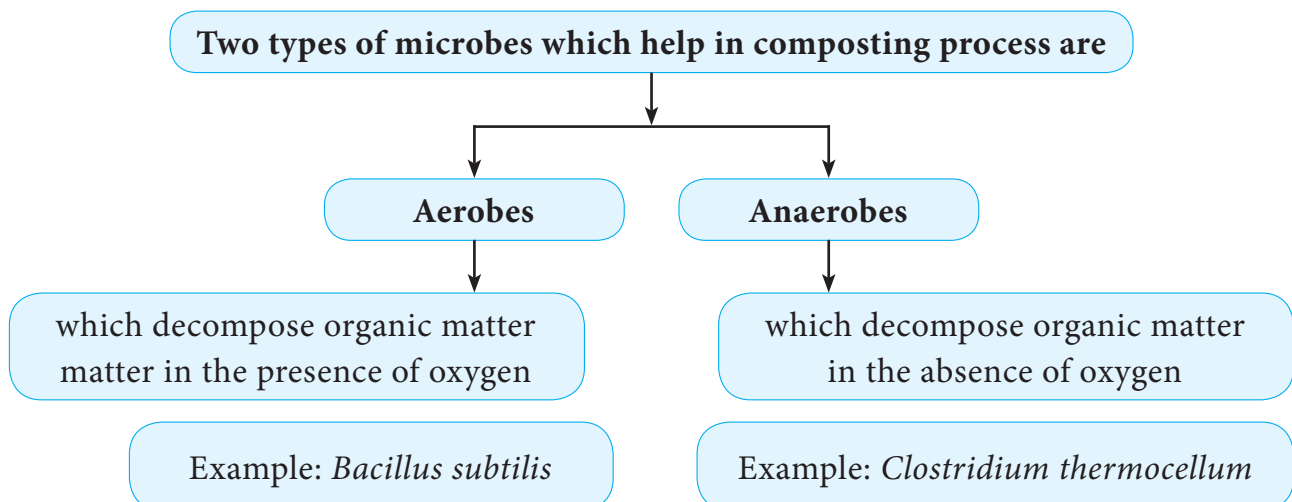 Two types of microbes which help in composting process are
Aerobes
Anaerobes
which decompose organic matter
matter in the presence of oxygen
which decompose organic matter
in the absence of oxygen
Example: Bacillus subtilis
Example: Clostridium thermocellum